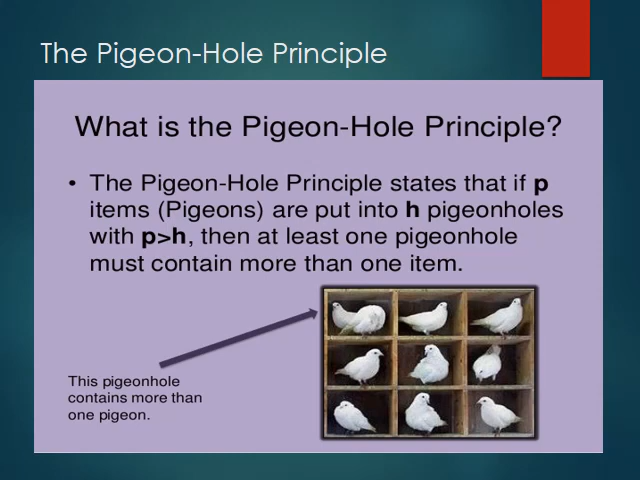 The Pigeon-Hole Principle
What is the Pigeon-Hole Principle?
• The Pigeon-Hole Principle states that if p
items (Pigeons) are put into h pigeonholes
with p>h, then at least one pigeonhole
must contain more than one item.
This pigeonhole
contains more than
one pigeon.